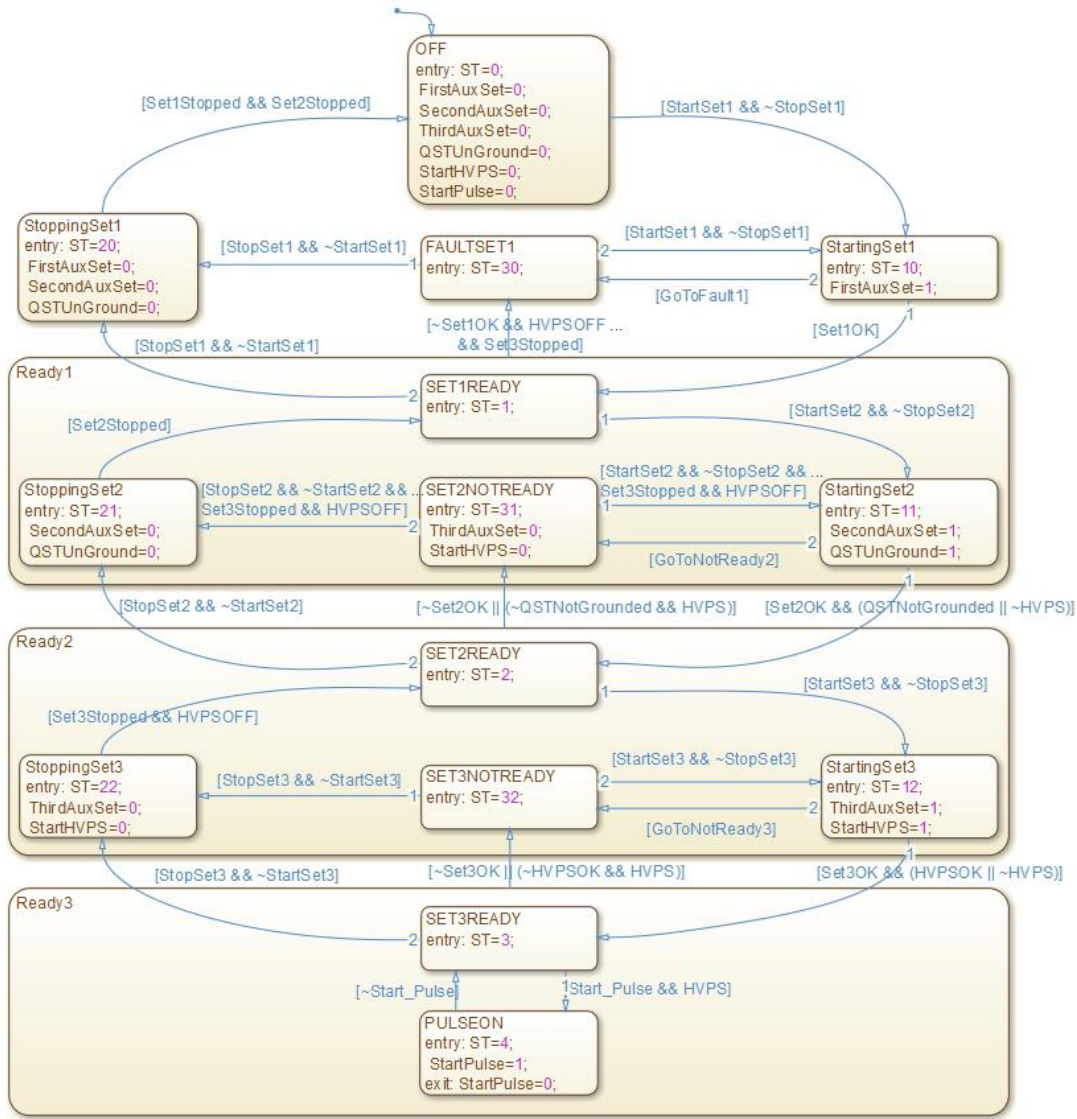 OFF
entry: ST=0;
FirstAuxSet=0;
SecondAuxSet=0;
ThirdAuxSet=0;
QSTUnGround=0;
StartHVPS=0;
StartPulse=0;
[Set1Stopped && Set2Stopped]
[StartSet1 && ~StopSet1]
StoppingSet1
entry: ST=20;
FirstAuxSet=0;
SecondAuxSet=0;
QSTUnGround=0;
[StopSet1 && ~StartSet1]
1
FAULTSET1
entry: ST=30;
2
[StartSet1 && ~StopSet1]
[GoToFault1]
2
StartingSet1
entry: ST=10;
FirstAuxSet=1;
1
[Set1OK]
[StopSet1 && ~StartSet1]
[~Set1OK && HVPSOFF ...
&& Set3Stopped]
Ready1
SET1READY
entry: ST=1;
2
1
[Set2Stopped]
[StartSet2 && ~StopSet2]
StoppingSet2
entry: ST=21;
SecondAuxSet=0;
QSTUnGround=0;
[StopSet2 && ~StartSet2 && ...
Set3Stopped && HVPSOFF]
2
SET2NOTREADY
entry: ST=31;
ThirdAuxSet=0;
StartHVPS=0;
1
[StartSet2 && ~StopSet2 && ...
Set3Stopped && HVPSOFF]
2
[GoToNotReady2]
StartingSet2
entry: ST=11;
SecondAuxSet=1;
QSTUnGround=1;
1
[StopSet2 && ~StartSet2]
[~Set2OK || (~QSTNotGrounded && HVPS)]
[Set2OK && (QSTNotGrounded || ~HVPS)]
Ready2
SET2READY
entry: ST=2;
2
1
[Set3Stopped && HVPSOFF]
[StartSet3 && ~StopSet3]
StoppingSet3
entry: ST=22;
ThirdAuxSet=0;
StartHVPS=0;
[StopSet3 && ~StartSet3]
1
SET3NOTREADY
entry: ST=32;
2
[StartSet3 && ~StopSet3]
2
[GoToNotReady3]
StartingSet3
entry: ST=12;
ThirdAuxSet=1;
StartHVPS=1;
1
[StopSet3 && ~StartSet3]
[~Set3OK || (~HVPSOK && HVPS)]
[Set3OK && (HVPSOK || ~HVPS)]
Ready3
SET3READY
entry: ST=3;
2
[~Start_Pulse]
1
Start_Pulse && HVPS]
PULSEON
entry: ST=4;
StartPulse=1;
exit: StartPulse=0;